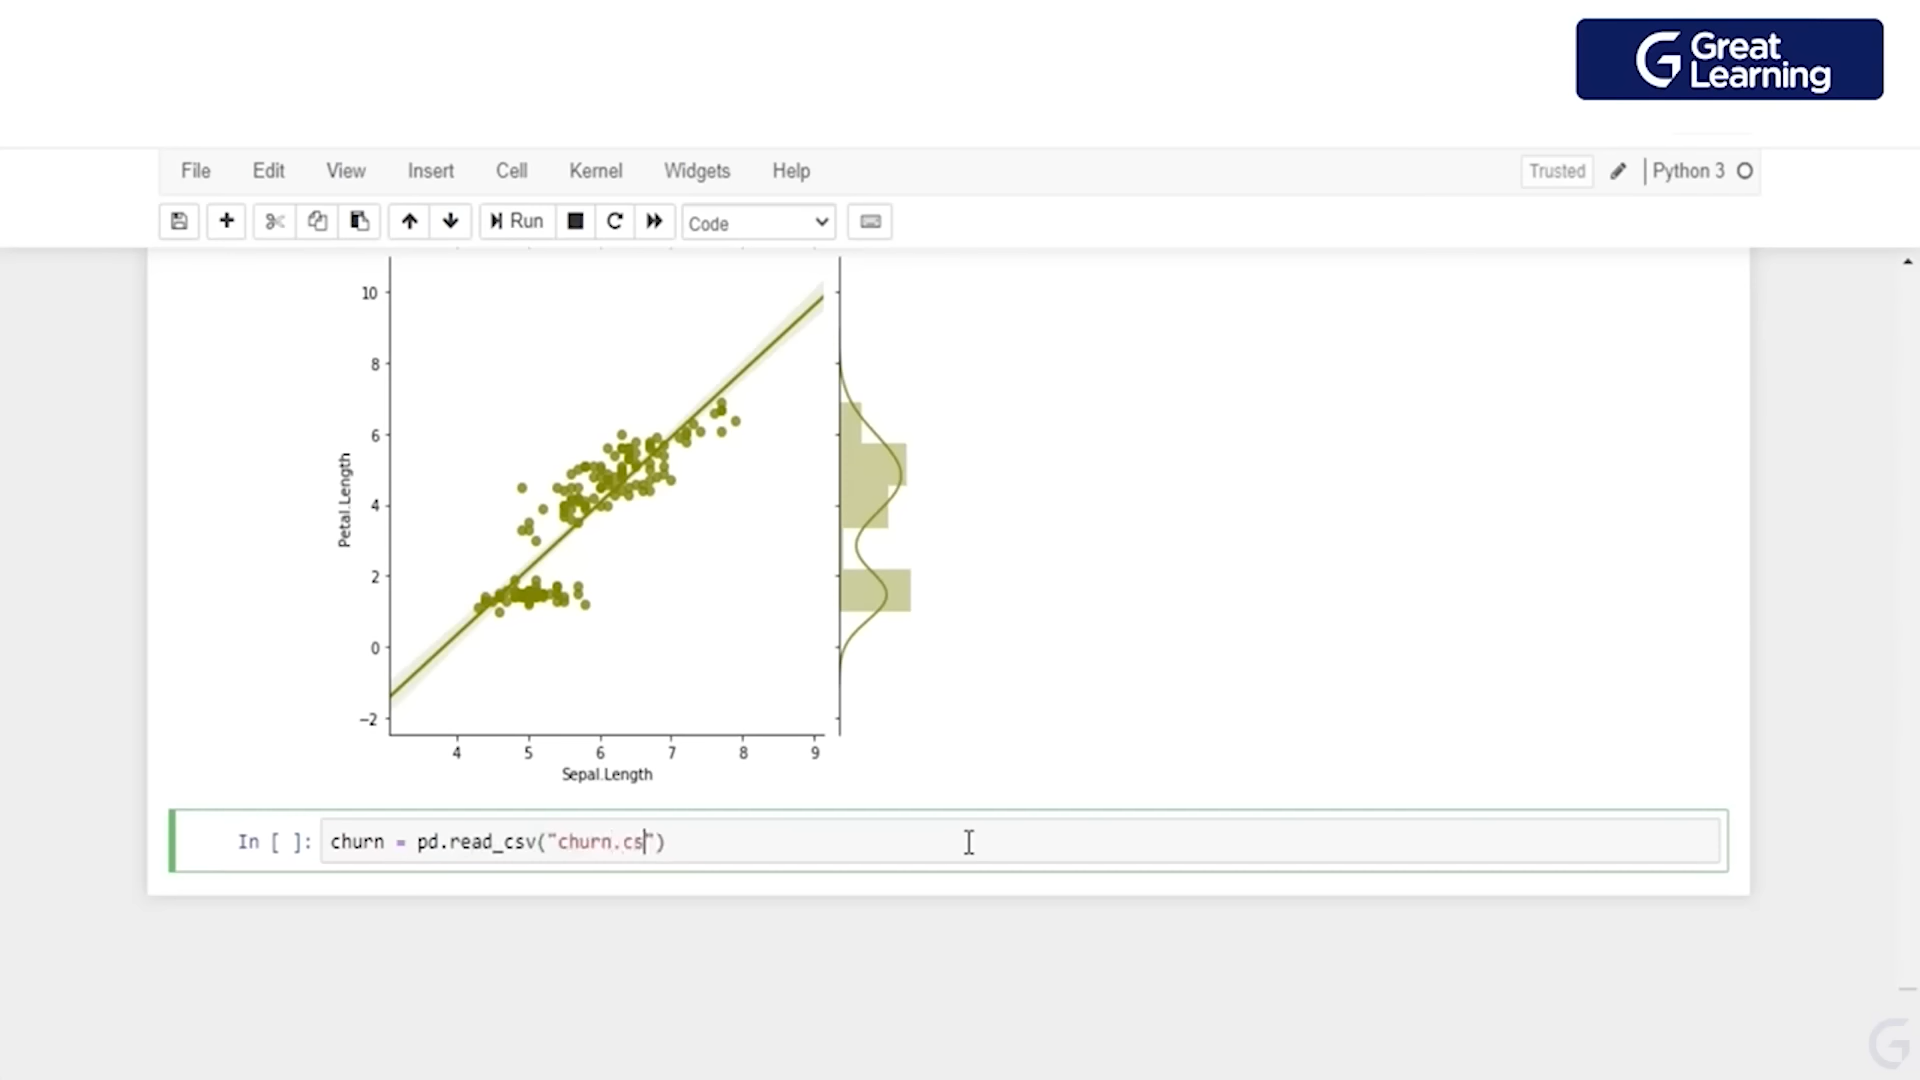 Great
Learning
File Edit View Insert Cell Kernel Widgets Help Trusted Python 3
Run Code
10
8
6
4
2
0
−2
Petal.Length
4 5 6 7 8 9
Sepal.Length
In [ ]: churn = pd.read_csv("churn.cs")